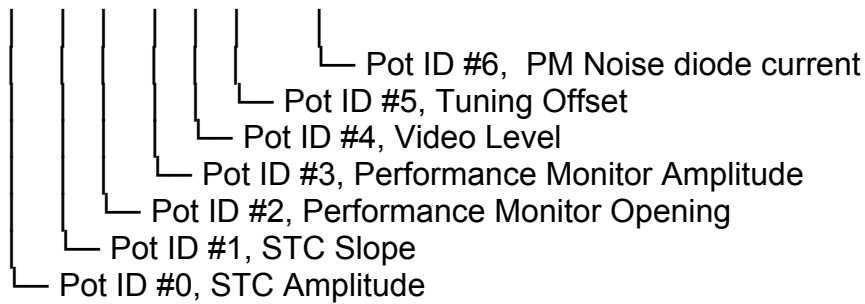 Pot ID #6, PM Noise diode current
Pot ID #5, Tuning Offset
Pot ID #4, Video Level
Pot ID #3, Performance Monitor Amplitude
Pot ID #2, Performance Monitor Opening
Pot ID #1, STC Slope
Pot ID #0, STC Amplitude